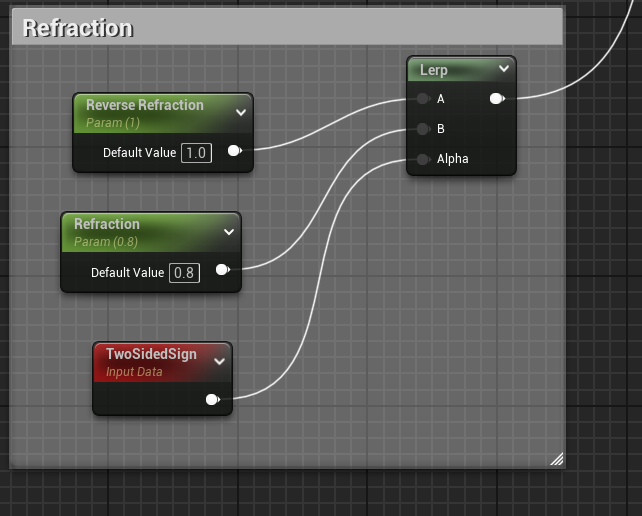 Refraction
Reverse Refraction
Param (1)
Default Value 1.0
Lerp
A
B
Alpha
Refraction
Param (0.8)
Default Value 0.8
TwoSidedSign
Input Data